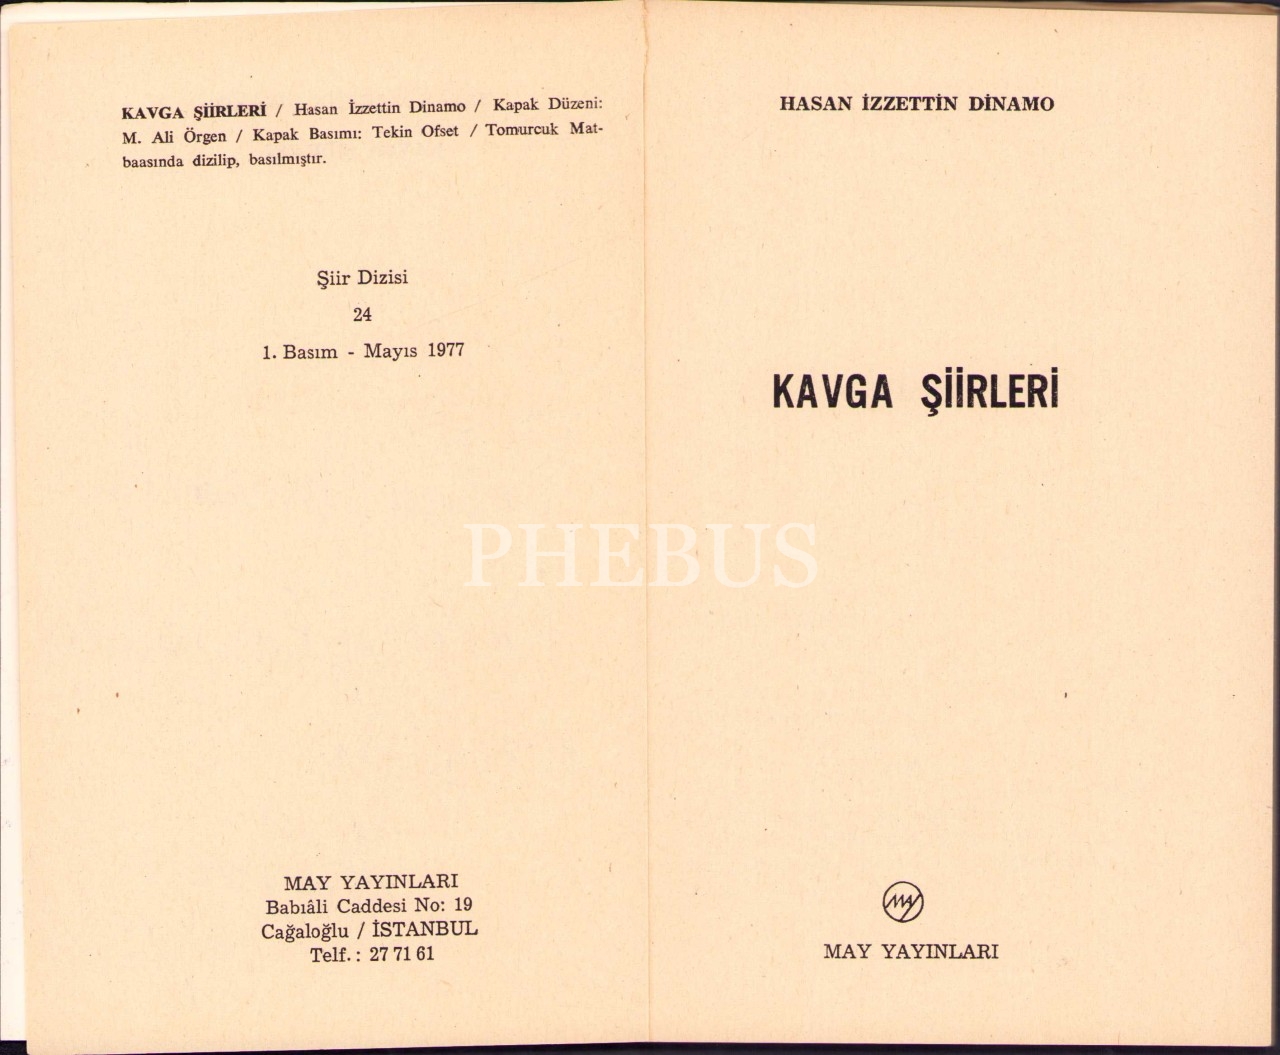 KAVGA ŞİİRLERİ / Hasan İzzettin Dinamo / Kapak Düzeni:
M. Ali Örgen / Kapak Basımı: Tekin Ofset / Tomurcuk Mat-
baasında dizilip, basılmıştır.
Şiir Dizisi
24
1. Basım - Mayıs 1977
MAY YAYINLARI
Babıâli Caddesi No: 19
Cağaloğlu / İSTANBUL
Telf. : 27 71 61
HASAN İZZETTİN DİNAMO
KAVGA ŞİİRLERİ
MAY
MAY YAYINLARI
PHEBUS